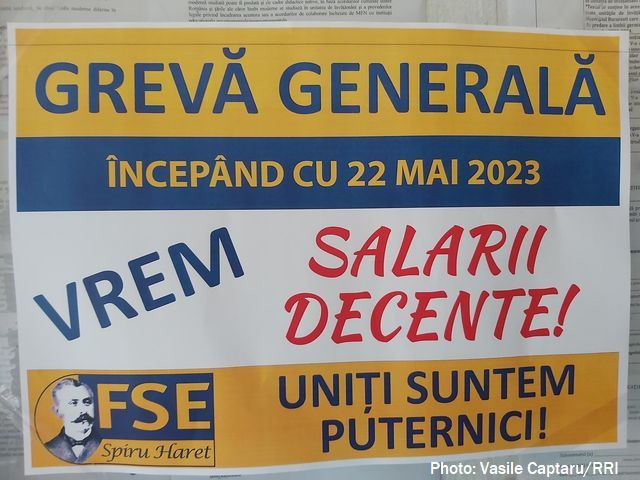 GREVĂ GENERALĂ
ÎNCEPÂND CU 22 MAI 2023
VREM
SALARII
DECENTE!
FSE
Spiru Haret
UNIȚI SUNTEM
PUTERNICI!
Photo: Vasile Captaru/RRI